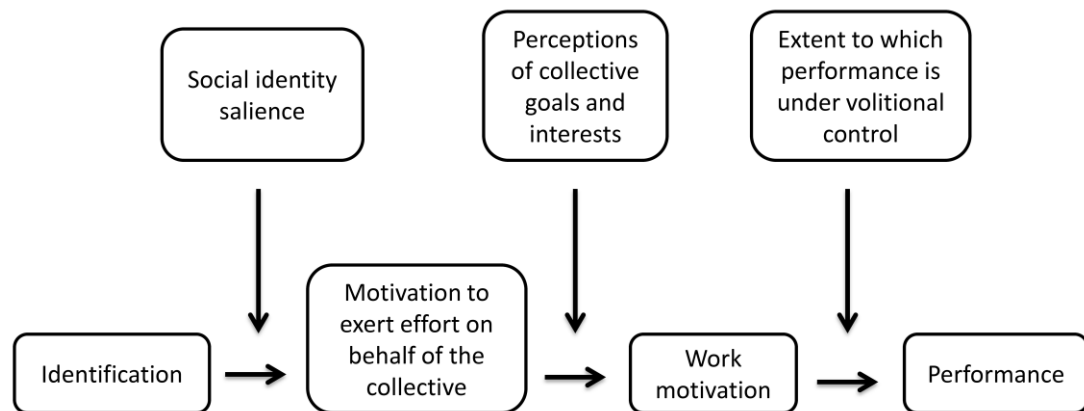 Social identity
salience
Perceptions
of collective
goals and
interests
Extent to which
performance is
under volitional
control
Identification
Motivation to
exert effort on
behalf of the
collective
Work
motivation
Performance